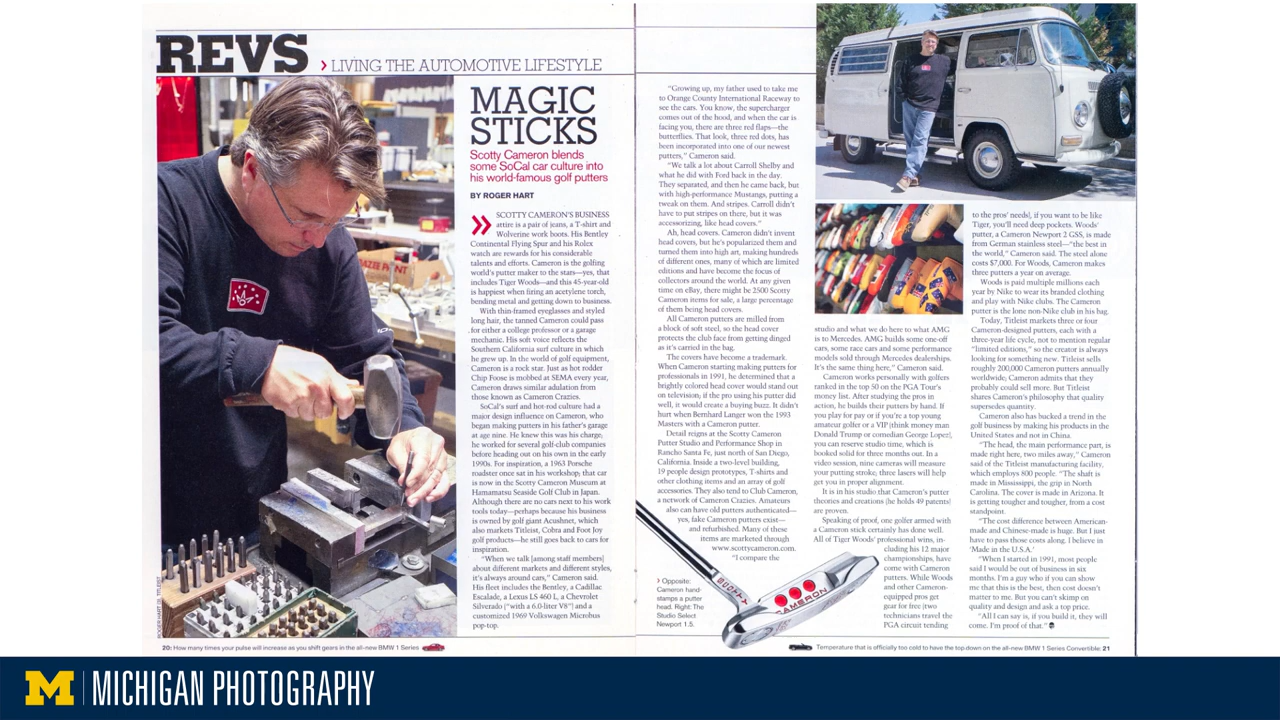 REVS
› LIVING THE AUTOMOTIVE LIFESTYLE
MAGIC
STICKS
Scotty Cameron blends
some SoCal car culture into
his world-famous golf putters
BY ROGER HART
SCOTTY CAMERON'S BUSINESS
attire is a pair of jeans, a T-shirt and
Wolverine work boots. His Bentley
Continental Flying Spur and his Rolex
watch are rewards for his considerable
talents and efforts. Cameron is the golfing
world's putter maker to the stars—yes, that
includes Tiger Woods—and this 45-year-old
is happiest when firing an acetylene torch,
bending metal and getting down to business.
With thin-framed eyeglasses and styled
long hair, the tanned Cameron could pass
for either a college professor or a garage
mechanic. His soft voice reflects the
Southern California surf culture in which
he grew up. In the world of golf equipment,
Cameron is a rock star. Just as hot rodder
Chip Foose is mobbed at SEMA every year,
Cameron draws similar adulation from
those known as Cameron Crazies.
SoCal's surf and hot-rod culture had a
major design influence on Cameron, who
began making putters in his father's garage
at age nine. He knew this was his charge;
he worked for several golf-club companies
before heading out on his own in the early
1990s. For inspiration, a 1963 Porsche
roadster once sat in his workshop; that car
is now in the Scotty Cameron Museum at
Hamamatsu Seaside Golf Club in Japan.
Although there are no cars next to his work
tools today—perhaps because his business
is owned by golf giant Acushnet, which
also markets Titleist, Cobra and Foot Joy
golf products—he still goes back to cars for
inspiration.
"When we talk [among staff members]
about different markets and different styles,
it's always around cars," Cameron said.
His fleet includes the Bentley, a Cadillac
Escalade, a Lexus LS 460 L, a Chevrolet
Silverado ("with a 6.0-liter V8") and a
customized 1969 Volkswagen Microbus
pop-top.
"Growing up, my father used to take me
to Orange County International Raceway to
see the cars. You know, the supercharger
comes out of the hood, and when the car is
facing you, there are three red flaps—the
butterflies. That look, three red dots, has
been incorporated into one of our newest
putters," Cameron said.
"We talk a lot about Carroll Shelby and
what he did with Ford back in the day.
They separated, and then he came back, but
with high-performance Mustangs, putting a
tweak on them. And stripes. Carroll didn't
have to put stripes on there, but it was
accessorizing, like head covers."
Ah, head covers. Cameron didn't invent
head covers, but he's popularized them and
turned them into high art, making hundreds
of different ones, many of which are limited
editions and have become the focus of
collectors around the world. At any given
time on eBay, there might be 2500 Scotty
Cameron items for sale, a large percentage
of them being head covers.
All Cameron putters are milled from
a block of soft steel, so the head cover
protects the club face from getting dinged
as it's carried in the bag.
The covers have become a trademark.
When Cameron starting making putters for
professionals in 1991, he determined that a
brightly colored head cover would stand out
on television; if the pro using his putter did
well, it would create a buying buzz. It didn't
hurt when Bernhard Langer won the 1993
Masters with a Cameron putter.
Detail reigns at the Scotty Cameron
Putter Studio and Performance Shop in
Rancho Santa Fe, just north of San Diego,
California. Inside a two-level building,
19 people design prototypes, T-shirts and
other clothing items and an array of golf
accessories. They also tend to Club Cameron,
a network of Cameron Crazies. Amateurs
also can have old putters authenticated—
yes, fake Cameron putters exist—
and refurbished. Many of these
items are marketed through
www.scottycameron.com.
"I compare the
› Opposite:
Cameron hand-
stamps a putter
head. Right: The
Studio Select
Newport 1.5.
SCOTTY
CAMERON
studio and what we do here to what AMG
is to Mercedes. AMG builds some one-off
cars, some race cars and some performance
models sold through Mercedes dealerships.
It's the same thing here," Cameron said.
Cameron works personally with golfers
ranked in the top 50 on the PGA Tour's
money list. After studying the pros in
action, he builds their putters by hand. If
you play for pay or if you're a top young
amateur golfer or a VIP (think money man
Donald Trump or comedian George Lopez),
you can reserve studio time, which is
booked solid for three months out. In a
video session, nine cameras will measure
your putting stroke; three lasers will help
get you in proper alignment.
It is in his studio that Cameron's putter
theories and creations (he holds 49 patents)
are proven.
Speaking of proof, one golfer armed with
a Cameron stick certainly has done well.
All of Tiger Woods' professional wins, in-
cluding his 12 major
championships, have
come with Cameron
putters. While Woods
and other Cameron-
equipped pros get
gear for free (two
technicians travel the
PGA circuit tending
to the pros' needs), if you want to be like
Tiger, you'll need deep pockets. Woods'
putter, a Cameron Newport 2 GSS, is made
from German stainless steel—"the best in
the world," Cameron said. The steel alone
costs $7,000. For Woods, Cameron makes
three putters a year on average.
Woods is paid multiple millions each
year by Nike to wear its branded clothing
and play with Nike clubs. The Cameron
putter is the lone non-Nike club in his bag.
Today, Titleist markets three or four
Cameron-designed putters, each with a
three-year life cycle, not to mention regular
"limited editions," so the creator is always
looking for something new. Titleist sells
roughly 200,000 Cameron putters annually
worldwide; Cameron admits that they
probably could sell more. But Titleist
shares Cameron's philosophy that quality
supersedes quantity.
Cameron also has bucked a trend in the
golf business by making his products in the
United States and not in China.
"The head, the main performance part, is
made right here, two miles away," Cameron
said of the Titleist manufacturing facility,
which employs 800 people. "The shaft is
made in Mississippi, the grip in North
Carolina. The cover is made in Arizona. It
is getting tougher and tougher, from a cost
standpoint.
"The cost difference between American-
made and Chinese-made is huge. But I just
have to pass those costs along. I believe in
'Made in the U.S.A.'
"When I started in 1991, most people
said I would be out of business in six
months. I'm a guy who if you can show
me that this is the best, then cost doesn't
matter to me. But you can't skimp on
quality and design and ask a top price.
"All I can say is, if you build it, they will
come. I'm proof of that."
20: How many times your pulse will increase as you shift gears in the all-new BMW 1 Series
Temperature that is officially too cold to have the top down on the all-new BMW 1 Series Convertible: 21
M | MICHIGAN PHOTOGRAPHY